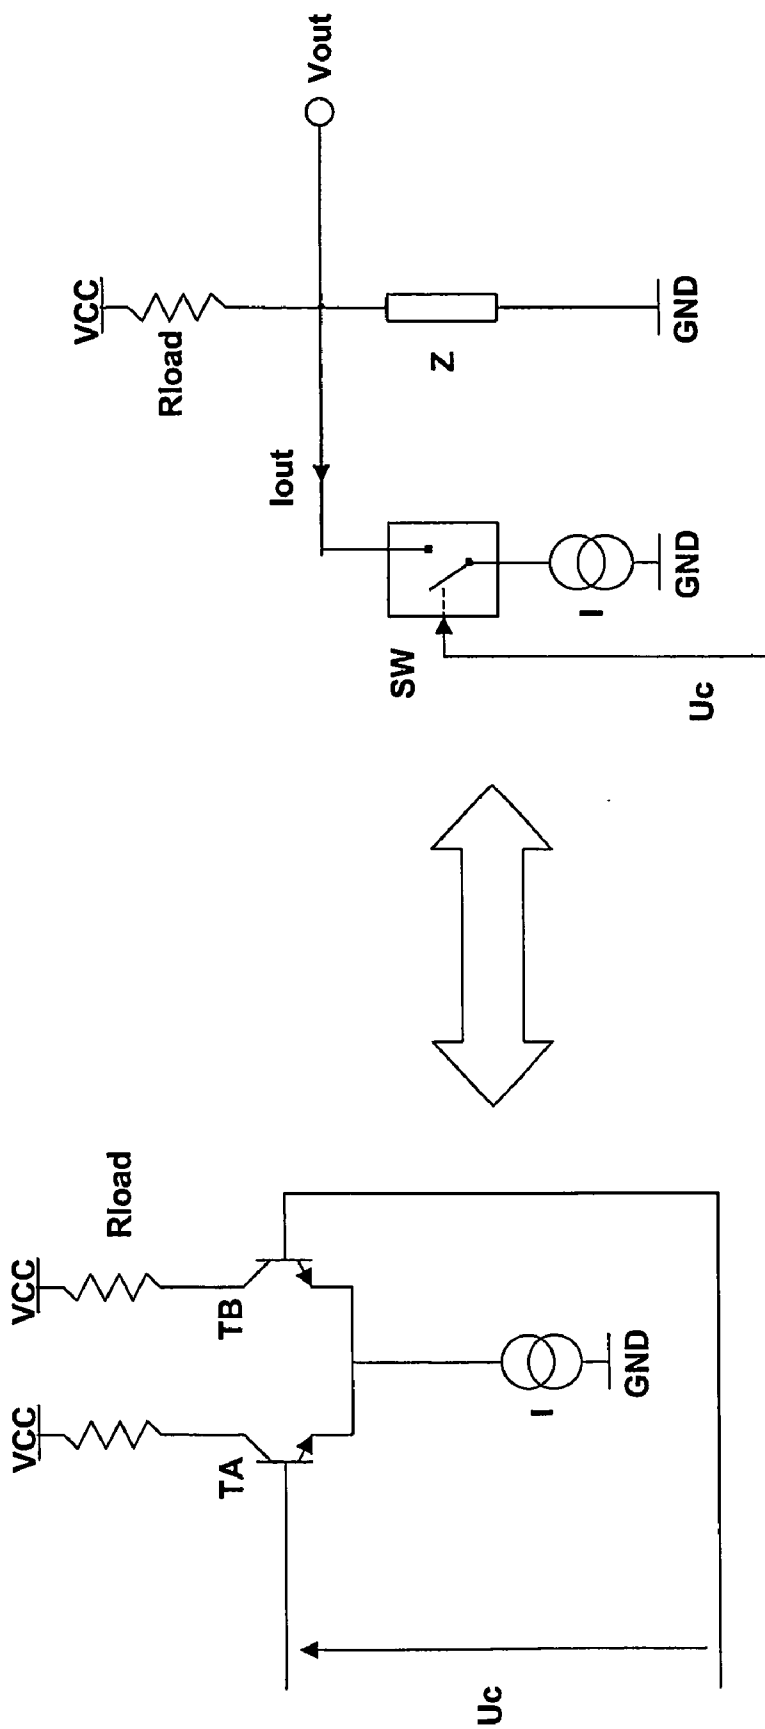 VCC
VCC
Rload
TA
TB
I
GND
Uc
VCC
Rload
Iout
Vout
Z
SW
I
GND
GND
Uc